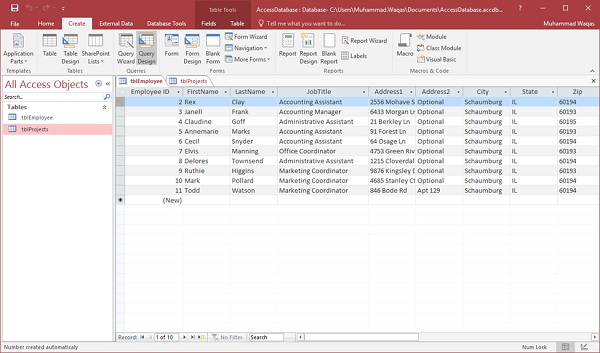 Table Tools
AccessDatabase : Database- C:\Users\Muhammad.Waqas\Documents\AccessDatabase.accdb...
?
File Home Create External Data Database Tools Fields Table
Tell me what you want to do...
Muhammad Waqas
Application Parts
Table Table Design SharePoint Lists
Query Wizard Query Design
Form Form Design Blank Form
Form Wizard
Navigation
More Forms
Report Report Design Blank Report
Report Wizard
Labels
Macro
Module
Class Module
Visual Basic
Templates Tables Queries Forms Reports Macros & Code
All Access Objects
Search...
Tables
tblEmployee
tblProjects
tblEmployee tblProjects
Employee ID FirstName LastName JobTitle Address1 Address2 City State Zip
2 Rex Clay Accounting Assistant 2556 Mohave S Optional Schaumburg IL 60194
3 Janell Frank Accounting Manager 6433 Morgan Ln Optional Schaumburg IL 60193
4 Claudine Goff Administrative Assistant 21 Berkley Ln Optional Schaumburg IL 60195
5 Annemarie Marks Accounting Assistant 91 Forest Ln Optional Schaumburg IL 60193
6 Cecil Snyder Accounting Assistant 64 Osage Ln Optional Schaumburg IL 60194
7 Elvis Manning Office Coordinator 4753 Green Riv Optional Schaumburg IL 60193
8 Delores Townsend Administrative Assistant 1215 Cloverdal Optional Schaumburg IL 60194
9 Ruthie Higgins Marketing Coordinator 9876 Kingsley D Optional Schaumburg IL 60193
10 Mark Pollard Marketing Coordinator 4685 Stanley Ct Optional Schaumburg IL 60194
11 Todd Watson Marketing Coordinator 846 Bode Rd Apt 129 Schaumburg IL 60194
(New)
Record: 1 of 10 No Filter Search
Number created automaticaly
Num Lock